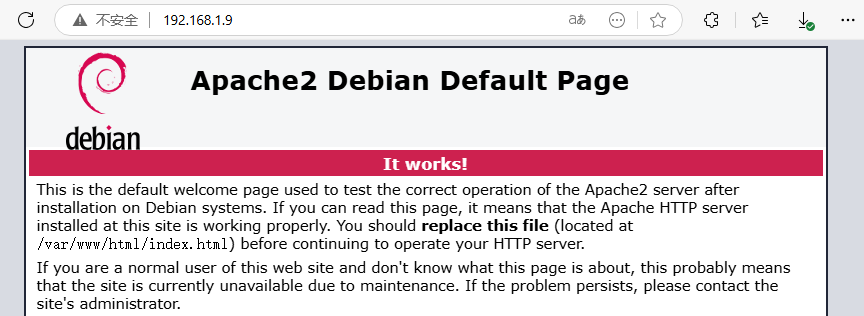 不安全 192.168.1.9 aあ
Apache2 Debian Default Page
debian
It works!
This is the default welcome page used to test the correct operation of the Apache2 server after
installation on Debian systems. If you can read this page, it means that the Apache HTTP server
installed at this site is working properly. You should replace this file (located at
/var/www/html/index.html) before continuing to operate your HTTP server.
If you are a normal user of this web site and don't know what this page is about, this probably means
that the site is currently unavailable due to maintenance. If the problem persists, please contact the
site's administrator.